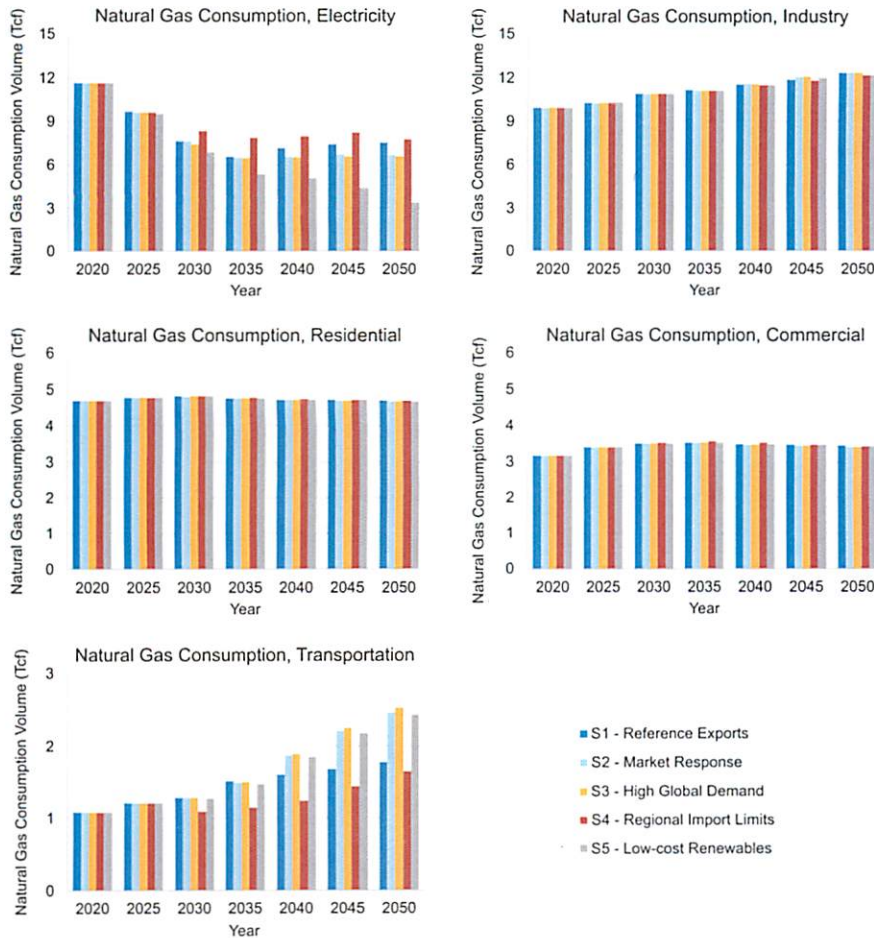 Natural Gas Consumption, Electricity
Natural Gas Consumption Volume (Tcf)
15
12
9
6
3
0
2020 2025 2030 2035 2040 2045 2050
Year
Natural Gas Consumption, Industry
Natural Gas Consumption Volume (Tcf)
15
12
9
6
3
0
2020 2025 2030 2035 2040 2045 2050
Year
Natural Gas Consumption, Residential
Natural Gas Consumption Volume (Tcf)
6
5
4
3
2
1
0
2020 2025 2030 2035 2040 2045 2050
Year
Natural Gas Consumption, Commercial
Natural Gas Consumption Volume (Tcf)
6
5
4
3
2
1
0
2020 2025 2030 2035 2040 2045 2050
Year
Natural Gas Consumption, Transportation
Natural Gas Consumption Volume (Tcf)
3
2
1
0
2020 2025 2030 2035 2040 2045 2050
Year
S1 - Reference Exports
S2 - Market Response
S3 - High Global Demand
S4 - Regional Import Limits
S5 - Low-cost Renewables